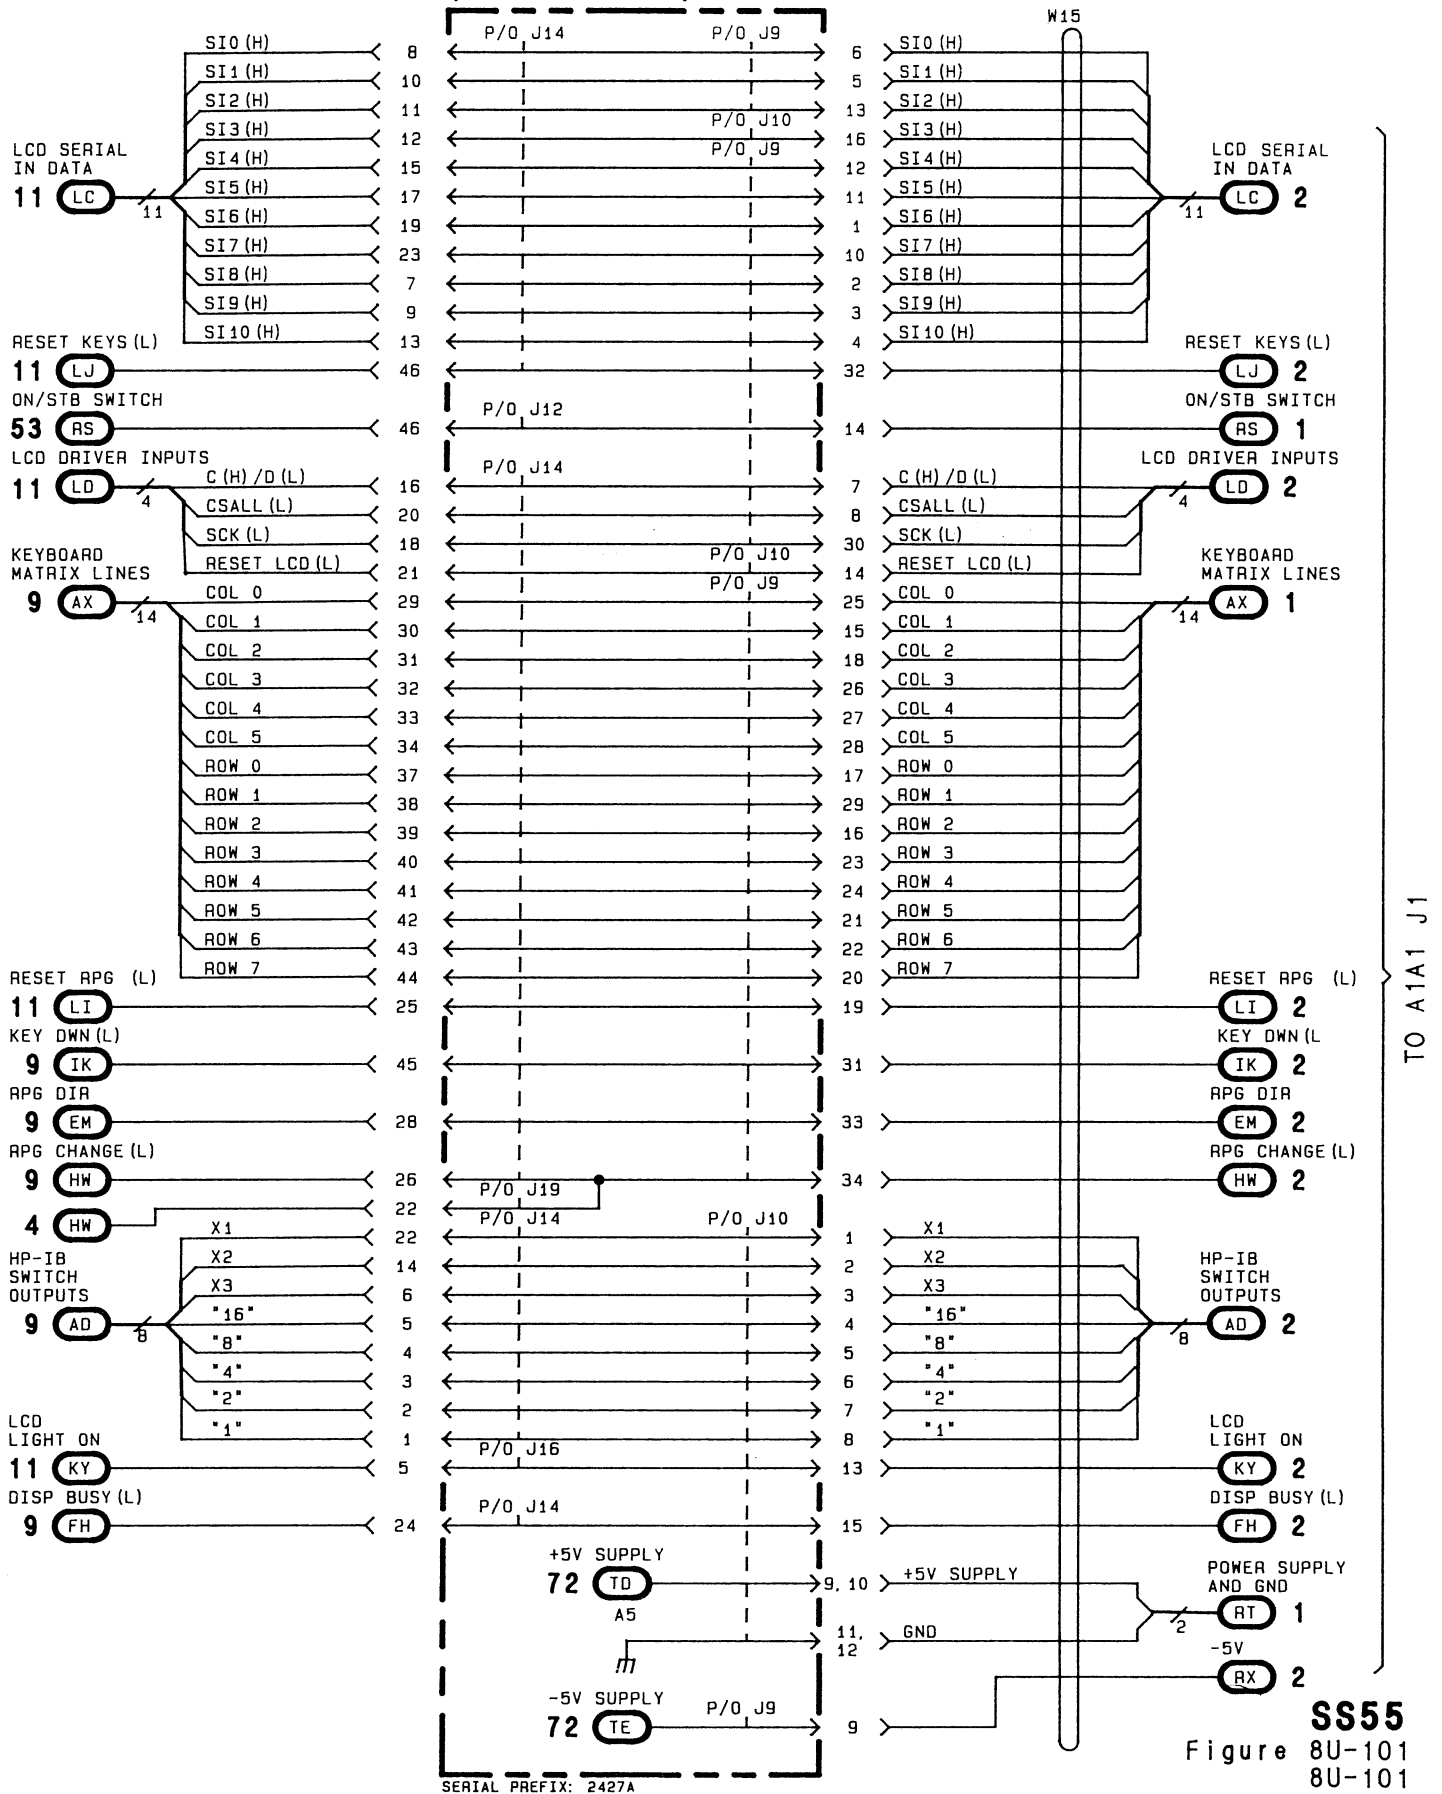 W15
P/O J14 P/O J9
SI0(H) 8 6 SI0(H)
SI1(H) 10 5 SI1(H)
SI2(H) 11 13 SI2(H)
P/O J10
SI3(H) 12 16 SI3(H)
P/O J9
LCD SERIAL IN DATA
11 LC 11
SI4(H) 15 12 SI4(H)
SI5(H) 17 11 SI5(H)
LCD SERIAL IN DATA
11 LC 2
SI6(H) 19 1 SI6(H)
SI7(H) 23 10 SI7(H)
SI8(H) 7 2 SI8(H)
SI9(H) 9 3 SI9(H)
SI10(H) 13 4 SI10(H)
RESET KEYS(L) RESET KEYS(L)
11 LJ 46 32 LJ 2
ON/STB SWITCH P/O J12 ON/STB SWITCH
53 RS 46 14 RS 1
LCD DRIVER INPUTS P/O J14 LCD DRIVER INPUTS
11 LD 4 C(H)/D(L) 16 7 C(H)/D(L) 4 LD 2
CSALL(L) 20 8 CSALL(L)
SCK(L) 18 30 SCK(L)
P/O J10
RESET LCD(L) 21 14 RESET LCD(L)
KEYBOARD MATRIX LINES P/O J9 KEYBOARD MATRIX LINES
9 AX 14 COL 0 29 25 COL 0 14 AX 1
COL 1 30 15 COL 1
COL 2 31 18 COL 2
COL 3 32 26 COL 3
COL 4 33 27 COL 4
COL 5 34 28 COL 5
ROW 0 37 17 ROW 0
ROW 1 38 29 ROW 1
ROW 2 39 16 ROW 2
ROW 3 40 23 ROW 3
ROW 4 41 24 ROW 4
ROW 5 42 21 ROW 5
ROW 6 43 22 ROW 6
ROW 7 44 20 ROW 7
TO A1A1 J1
RESET RPG (L) RESET RPG (L)
11 LI 25 19 LI 2
KEY DWN(L) KEY DWN(L
9 IK 45 31 IK 2
RPG DIR RPG DIR
9 EM 28 33 EM 2
RPG CHANGE(L) RPG CHANGE(L)
9 HW 26 34 HW 2
P/O J19
4 HW 22
P/O J14 P/O J10
X1 22 1 X1
HP-IB SWITCH OUTPUTS X2 14 2 X2 HP-IB SWITCH OUTPUTS
X3 6 3 X3
9 AD 8 "16" 5 4 "16" 8 AD 2
"8" 4 5 "8"
"4" 3 6 "4"
"2" 2 7 "2"
"1" 1 8 "1"
LCD LIGHT ON P/O J16 LCD LIGHT ON
11 KY 5 13 KY 2
DISP BUSY(L) P/O J14 DISP BUSY(L)
9 FH 24 15 FH 2
+5V SUPPLY POWER SUPPLY AND GND
72 TD 9, 10 +5V SUPPLY
A5 2 RT 1
11, 12 GND
-5V
RX 2
-5V SUPPLY P/O J9
72 TE 9
SERIAL PREFIX: 2427A
SS55
Figure 8U-101
8U-101